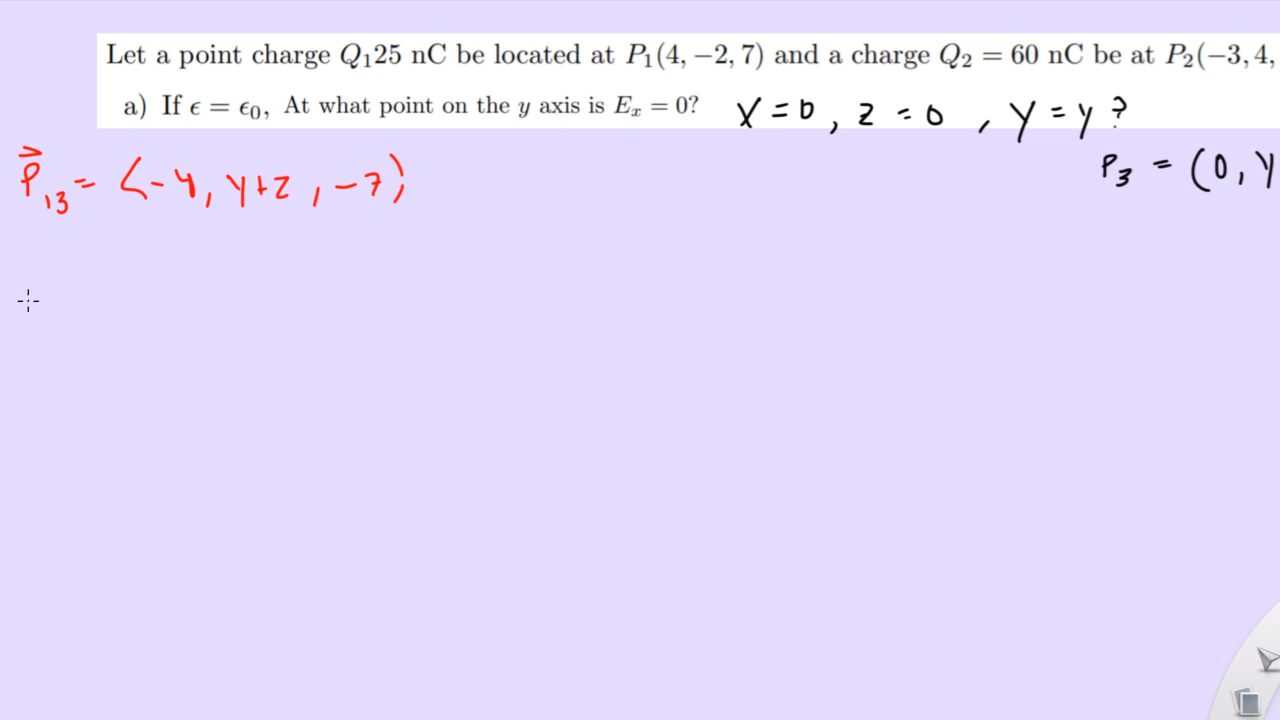 Let a point charge Q₁25 nC be located at P₁(4, −2, 7) and a charge Q₂ = 60 nC be at P₂(−3, 4,
a) If ϵ = ϵ₀, At what point on the y axis is Eₓ = 0? X = 0, z = 0, Y = y?
P₃ = (0, Y
P⃗₁₃ = ⟨-4, y+2, -7⟩